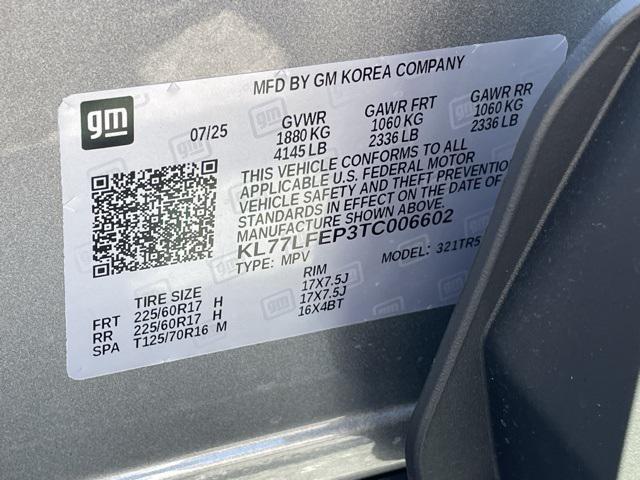 MFD BY GM KOREA COMPANY
gm
07/25
GVWR GAWR FRT GAWR RR
1880 KG 1060 KG 1060 KG
4145 LB 2336 LB 2336 LB
THIS VEHICLE CONFORMS TO ALL
APPLICABLE U.S. FEDERAL MOTOR
VEHICLE SAFETY AND THEFT PREVENTIO
STANDARDS IN EFFECT ON THE DATE OF
MANUFACTURE SHOWN ABOVE.
KL77LFEP3TC006602
TYPE: MPV MODEL: 321TR5
TIRE SIZE RIM
FRT 225/60R17 H 17X7.5J
RR 225/60R17 H 17X7.5J
SPA T125/70R16 M 16X4BT